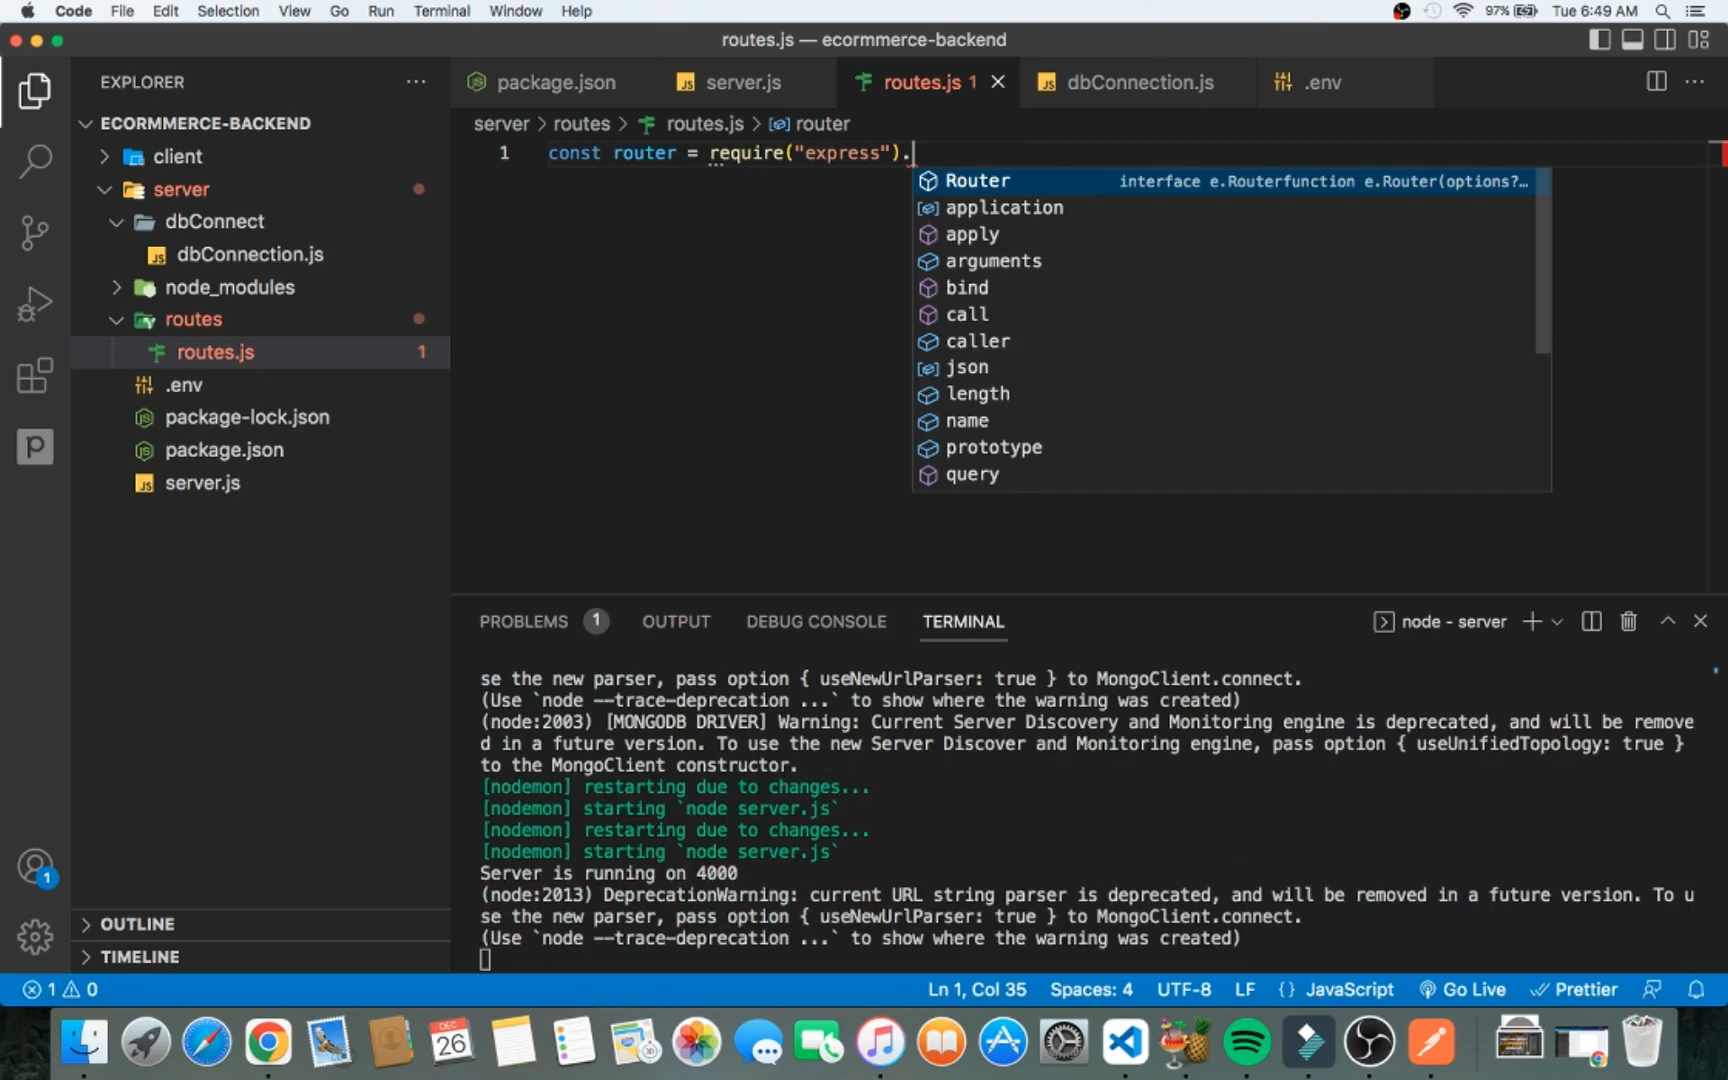 Code File Edit Selection View Go Run Terminal Window Help 97% Tue 6:49 AM
routes.js — ecormmerce-backend
EXPLORER
package.json
server.js
routes.js 1
dbConnection.js
.env
ECORMMERCE-BACKEND
server > routes > routes.js > router
client
1 const router = require("express").
server
Router interface e.Routerfunction e.Router(options?…
dbConnect
application
apply
dbConnection.js
arguments
node_modules
bind
routes
call
routes.js 1
caller
.env
json
package-lock.json
length
package.json
name
server.js
prototype
query
PROBLEMS 1 OUTPUT DEBUG CONSOLE TERMINAL node - server
se the new parser, pass option { useNewUrlParser: true } to MongoClient.connect.
(Use `node --trace-deprecation ...` to show where the warning was created)
(node:2003) [MONGODB DRIVER] Warning: Current Server Discovery and Monitoring engine is deprecated, and will be remove
d in a future version. To use the new Server Discover and Monitoring engine, pass option { useUnifiedTopology: true }
to the MongoClient constructor.
[nodemon] restarting due to changes...
[nodemon] starting `node server.js`
[nodemon] restarting due to changes...
[nodemon] starting `node server.js`
Server is running on 4000
(node:2013) DeprecationWarning: current URL string parser is deprecated, and will be removed in a future version. To u
se the new parser, pass option { useNewUrlParser: true } to MongoClient.connect.
(Use `node --trace-deprecation ...` to show where the warning was created)
1
OUTLINE
TIMELINE
1 0 Ln 1, Col 35 Spaces: 4 UTF-8 LF {} JavaScript Go Live Prettier
DEC
26